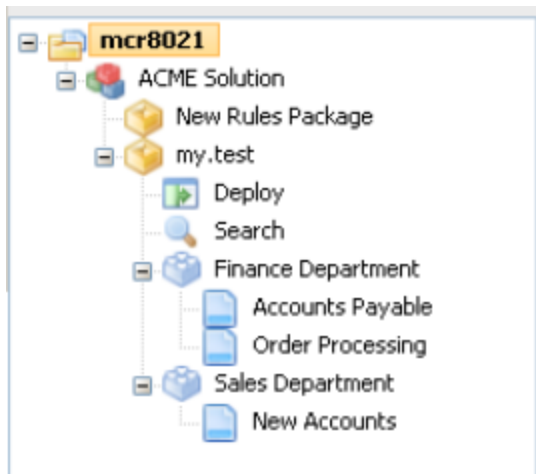 mcr8021
ACME Solution
New Rules Package
my.test
Deploy
Search
Finance Department
Accounts Payable
Order Processing
Sales Department
New Accounts